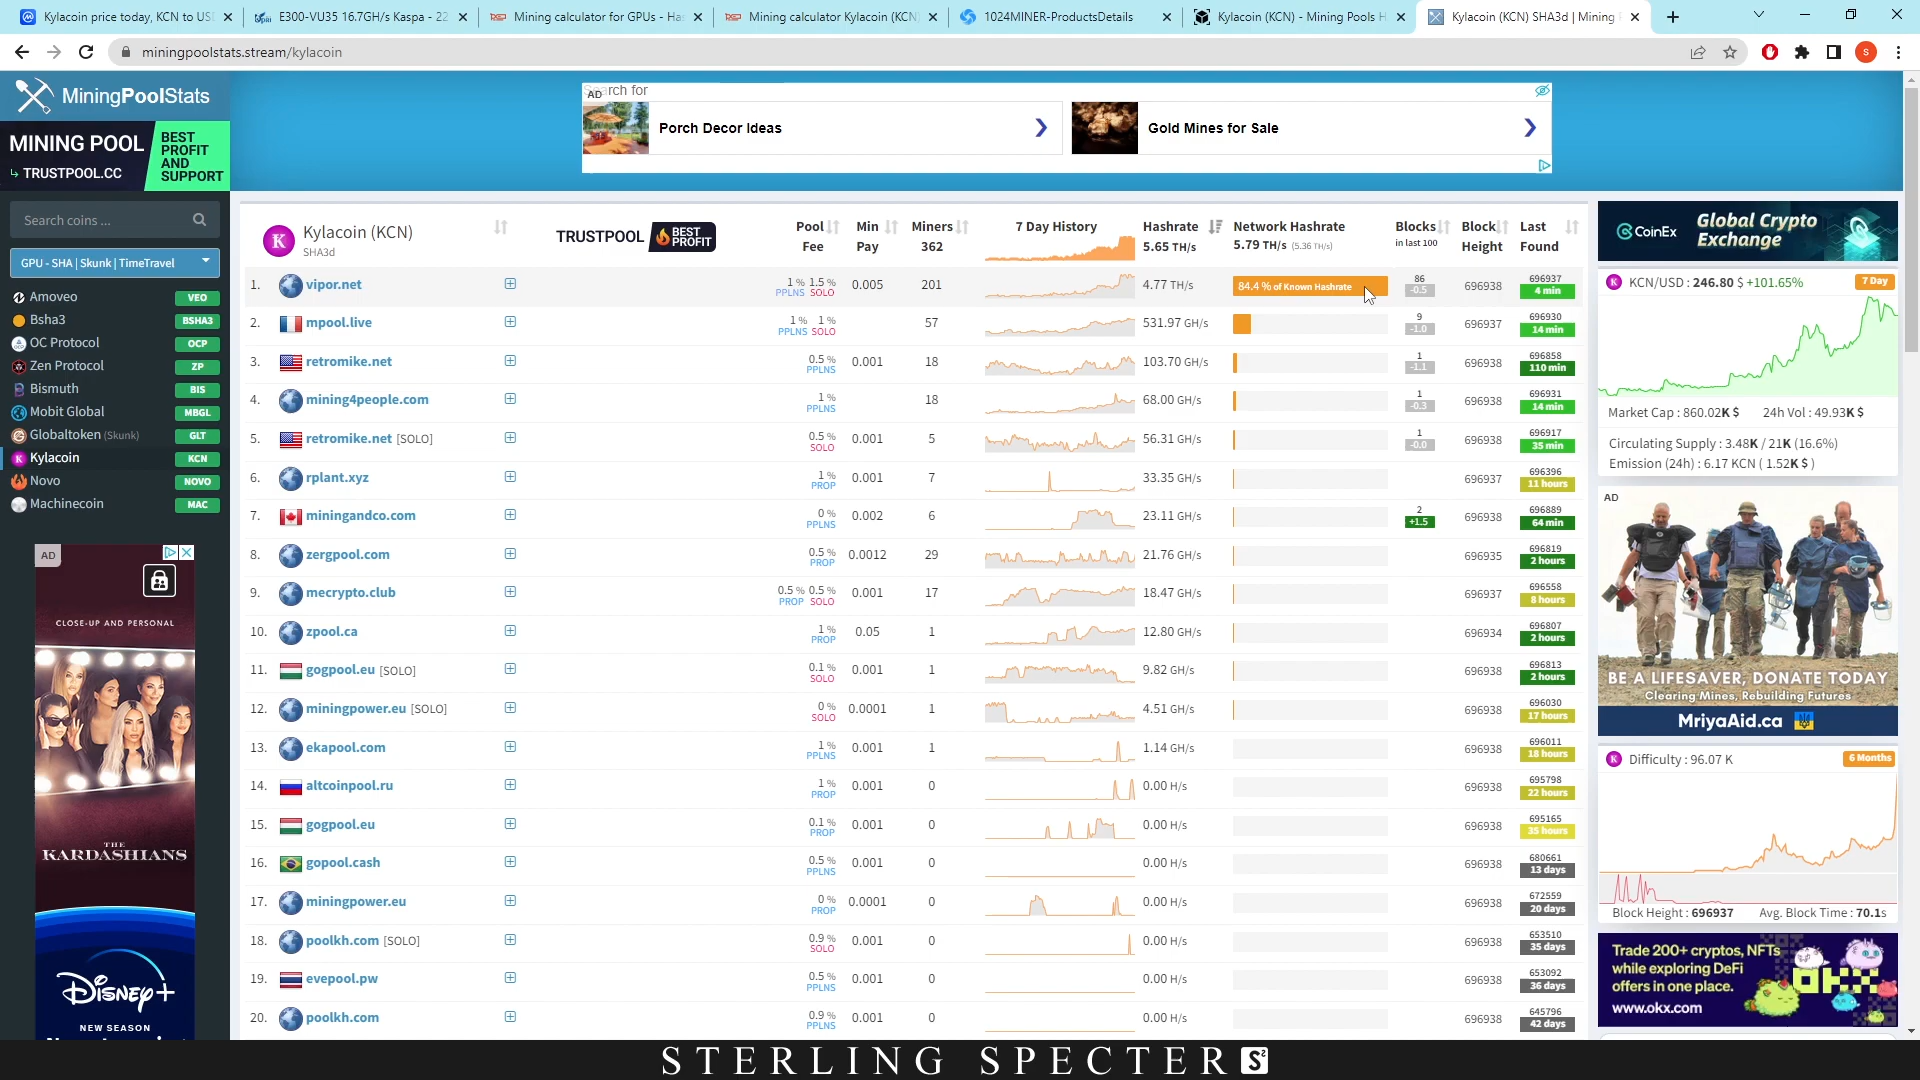 Kylacoin price today, KCN to US
E300-VU35 16.7GH/s Kaspa - 22
Mining calculator for GPUs - Has
Mining calculator Kylacoin (KCN
1024MINER-ProductsDetails
Kylacoin (KCN) - Mining Pools H
Kylacoin (KCN) SHA3d | Mining
miningpoolstats.stream/kylacoin
S
MiningPoolStats
MINING POOL
TRUSTPOOL.CC
BEST
PROFIT
AND
SUPPORT
AD
Porch Decor Ideas
Gold Mines for Sale
Search coins ...
GPU - SHA | Skunk | TimeTravel
Amoveo VEO
Bsha3 BSHA3
OC Protocol OCP
Zen Protocol ZP
Bismuth BIS
Mobit Global MBGL
Globaltoken (Skunk) GLT
Kylacoin KCN
Novo NOVO
Machinecoin MAC
AD
CLOSE-UP AND PERSONAL
THE
KARDASHIANS
Disney+
NEW SEASON
K
Kylacoin (KCN)
SHA3d
TRUSTPOOL BEST PROFIT
Pool Fee
Min Pay
Miners
362
7 Day History
Hashrate
5.65 TH/s
Network Hashrate
5.79 TH/s (5.36 TH/s)
Blocks
in last 100
Block Height
Last Found
1. vipor.net 1 % PPLNS 1.5 % SOLO 0.005 201 4.77 TH/s 84.4 % of Known Hashrate 86 -0.5 696938 696937 4 min
2. mpool.live 1 % PPLNS 1 % SOLO 57 531.97 GH/s 9 -1.0 696937 696930 14 min
3. retromike.net 0.5 % PPLNS 0.001 18 103.70 GH/s 1 -1.1 696938 696858 110 min
4. mining4people.com 1 % PPLNS 18 68.00 GH/s 1 -0.3 696938 696931 14 min
5. retromike.net [SOLO] 0.5 % SOLO 0.001 5 56.31 GH/s 1 -0.0 696938 696917 35 min
6. rplant.xyz 1 % PROP 0.001 7 33.35 GH/s 696937 696396 11 hours
7. miningandco.com 0 % PPLNS 0.002 6 23.11 GH/s 2 +1.5 696938 696889 64 min
8. zergpool.com 0.5 % PROP 0.0012 29 21.76 GH/s 696935 696819 2 hours
9. mecrypto.club 0.5 % PROP 0.5 % SOLO 0.001 17 18.47 GH/s 696937 696558 8 hours
10. zpool.ca 1 % PROP 0.05 1 12.80 GH/s 696934 696807 2 hours
11. gogpool.eu [SOLO] 0.1 % SOLO 0.001 1 9.82 GH/s 696938 696813 2 hours
12. miningpower.eu [SOLO] 0 % SOLO 0.0001 1 4.51 GH/s 696938 696030 17 hours
13. ekapool.com 1 % PPLNS 0.001 1 1.14 GH/s 696938 696011 18 hours
14. altcoinpool.ru 1 % PROP 0.001 0 0.00 H/s 696938 695798 22 hours
15. gogpool.eu 0.1 % PROP 0.001 0 0.00 H/s 696938 695165 35 hours
16. gopool.cash 0.5 % PPLNS 0.001 0 0.00 H/s 696938 680661 13 days
17. miningpower.eu 0 % PROP 0.0001 0 0.00 H/s 696938 672559 20 days
18. poolkh.com [SOLO] 0.9 % SOLO 0.001 0 0.00 H/s 696938 653510 35 days
19. evepool.pw 0.5 % PPLNS 0.001 0 0.00 H/s 696938 653092 36 days
20. poolkh.com 0.9 % PPLNS 0.001 0 0.00 H/s 696938 645796 42 days
CoinEx
Global Crypto
Exchange
KCN/USD : 246.80 $ +101.65% 7 Day
Market Cap : 860.02K $ 24h Vol : 49.93K $
Circulating Supply : 3.48K / 21K (16.6%)
Emission (24h) : 6.17 KCN ( 1.52K $ )
AD
BE A LIFESAVER, DONATE TODAY
Clearing Mines, Rebuilding Futures
MriyaAid.ca
Difficulty : 96.07 K 6 Months
Block Height : 696937 Avg. Block Time : 70.1s
Trade 200+ cryptos, NFTs
while exploring DeFi
offers in one place.
www.okx.com
OKX
STERLING SPECTER S²